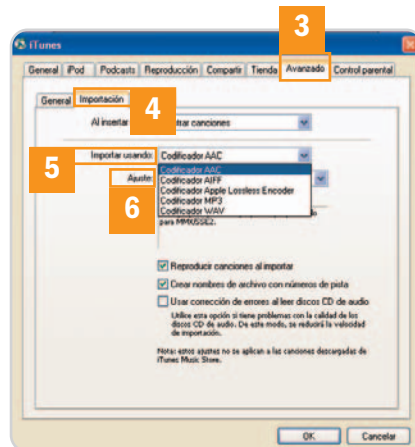 3
iTunes
General iPod Podcasts Reproducción Compartir Tienda Avanzado Control parental
General Importación
4
Al insertar trar canciones
5
Importar usando: Codificador AAC
Ajuste:
6
Codificador AAC
Codificador AIFF
Codificador Apple Lossless Encoder
Codificador MP3
Codificador WAV
para MMX/SSE2.
Reproducir canciones al importar
Crear nombres de archivo con números de pista
Usar corrección de errores al leer discos CD de audio
Utilice esta opción si tiene problemas con la calidad de los
discos CD de audio. De este modo, se reducirá la velocidad
de importación.
Nota: estos ajustes no se aplican a las canciones descargadas de
iTunes Music Store.
OK Cancelar